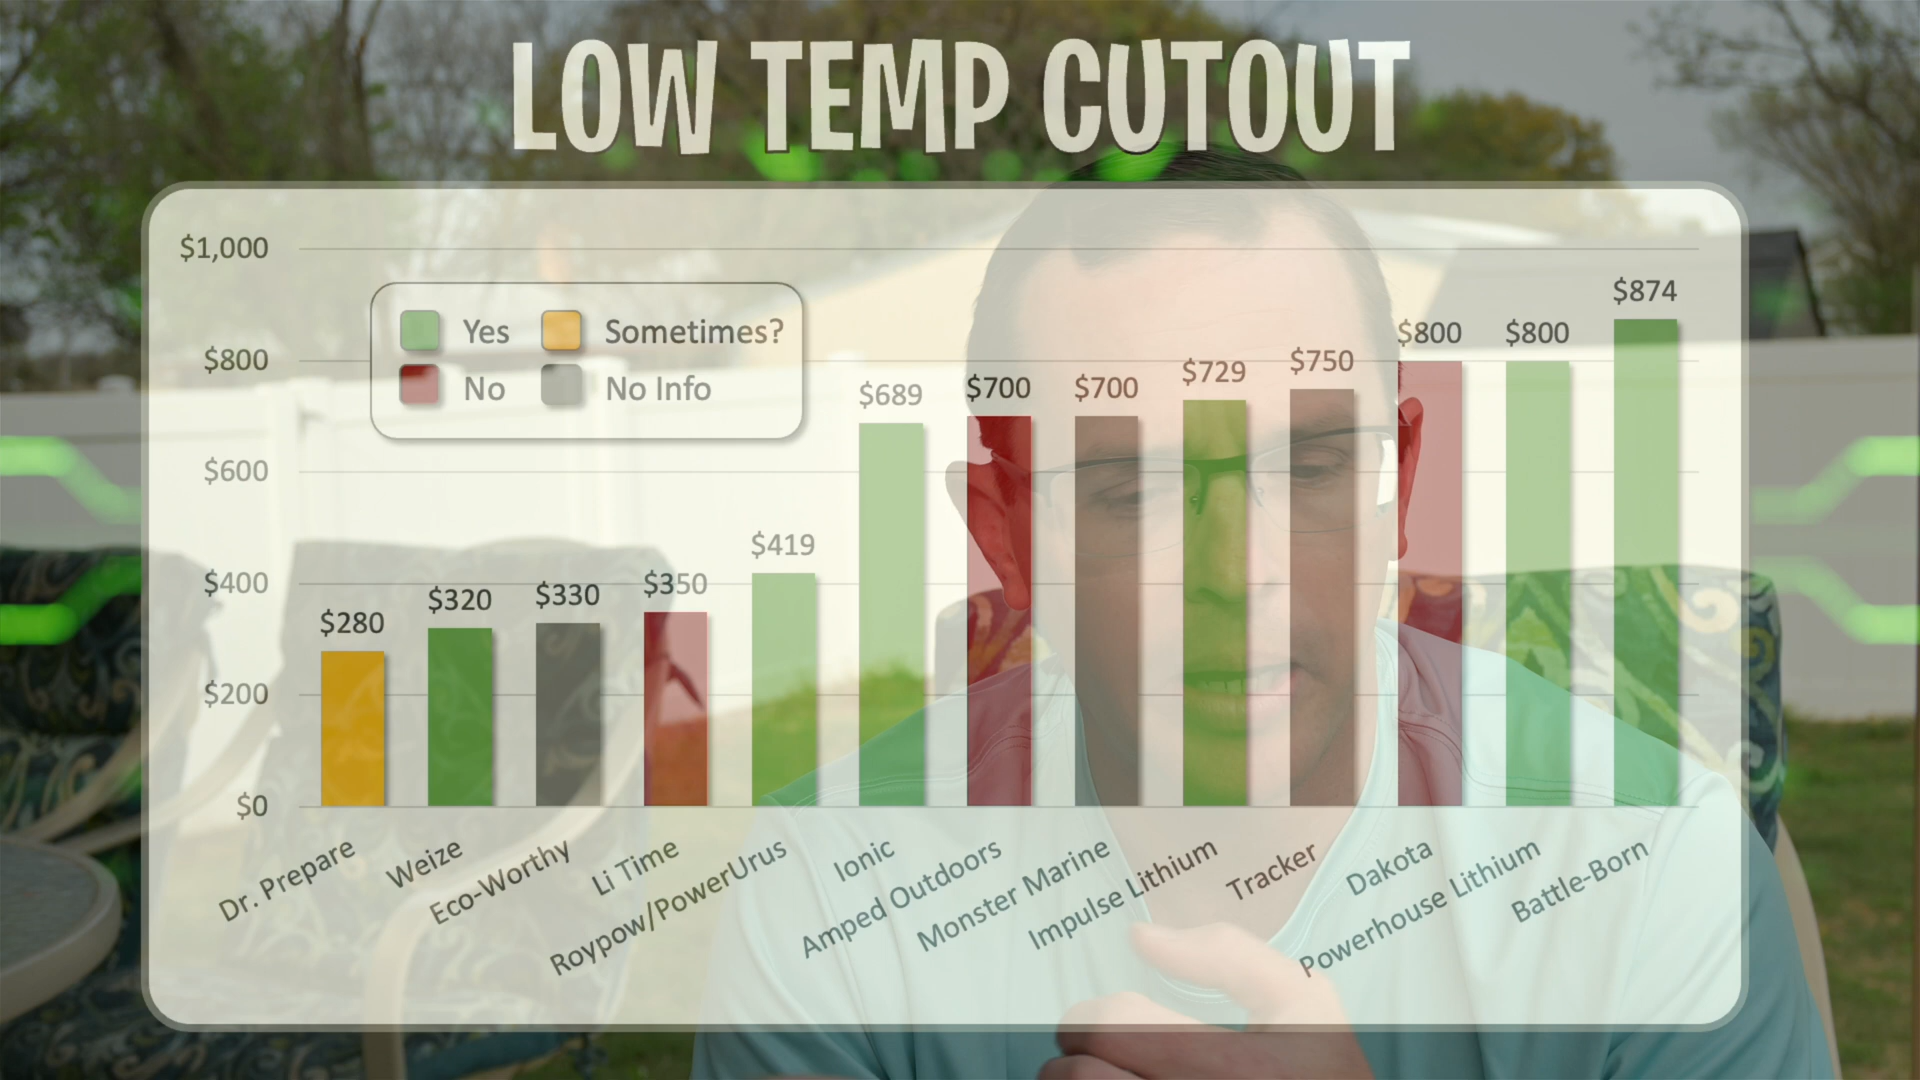 LOW TEMP CUTOUT
$1,000
$800
$600
$400
$200
$0
Yes
Sometimes?
No
No Info
$280
$320
$330
$350
$419
$689
$700
$700
$729
$750
$800
$800
$874
Dr. Prepare
Weize
Eco-Worthy
Li Time
Roypow/PowerUrus
Ionic
Amped Outdoors
Monster Marine
Impulse Lithium
Tracker
Dakota
Powerhouse Lithium
Battle-Born